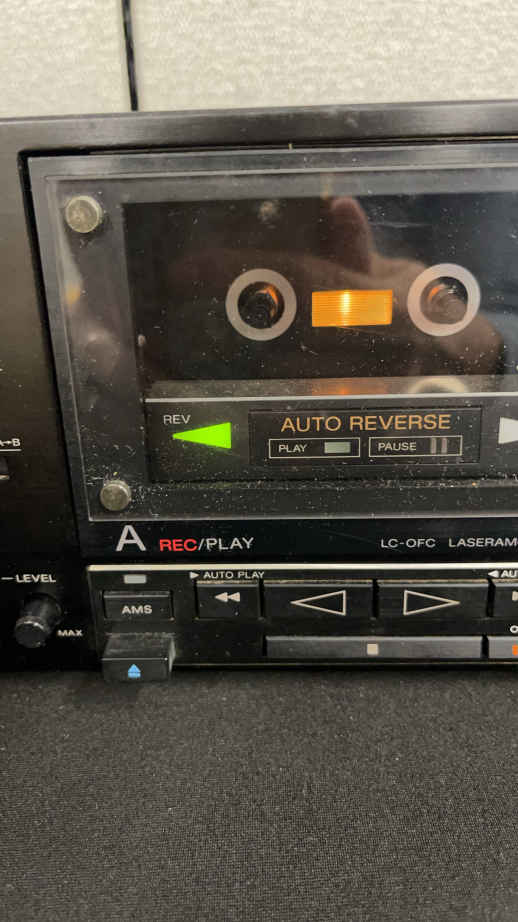 REV
AUTO REVERSE
PLAY PAUSE
A REC/PLAY
LC-OFC
LEVEL
AUTO PLAY
AMS
MAX